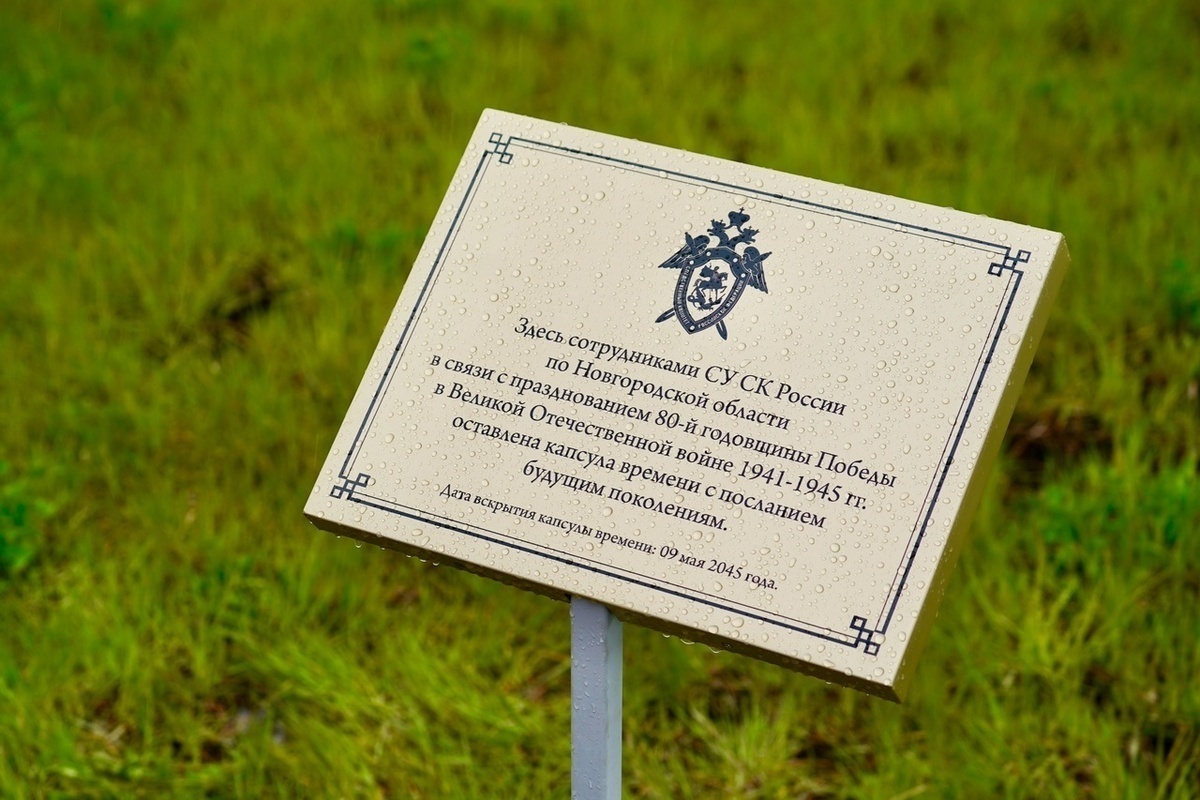 Здесь сотрудниками СУ СК России
по Новгородской области
в связи с празднованием 80-й годовщины Победы
в Великой Отечественной войне 1941-1945 гг.
оставлена капсула времени с посланием
будущим поколениям.
Дата вскрытия капсулы времени: 09 мая 2045 года.